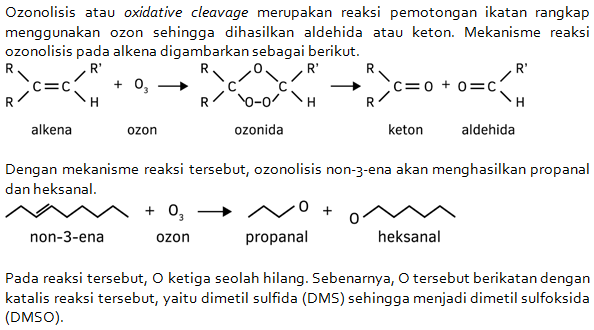 Ozonolisis atau oxidative cleavage merupakan reaksi pemotongan ikatan rangkap
menggunakan ozon sehingga dihasilkan aldehida atau keton. Mekanisme reaksi
ozonolisis pada alkena digambarkan sebagai berikut.
R R' R O R' R R'
C=C + O3 C C C=O + O=C
R H R O-O H R H
alkena ozon ozonida keton aldehida
Dengan mekanisme reaksi tersebut, ozonolisis non-3-ena akan menghasilkan propanal
dan heksanal.
+ O3 O + O
non-3-ena ozon propanal heksanal
Pada reaksi tersebut, O ketiga seolah hilang. Sebenarnya, O tersebut berikatan dengan
katalis reaksi tersebut, yaitu dimetil sulfida (DMS) sehingga menjadi dimetil sulfoksida
(DMSO).